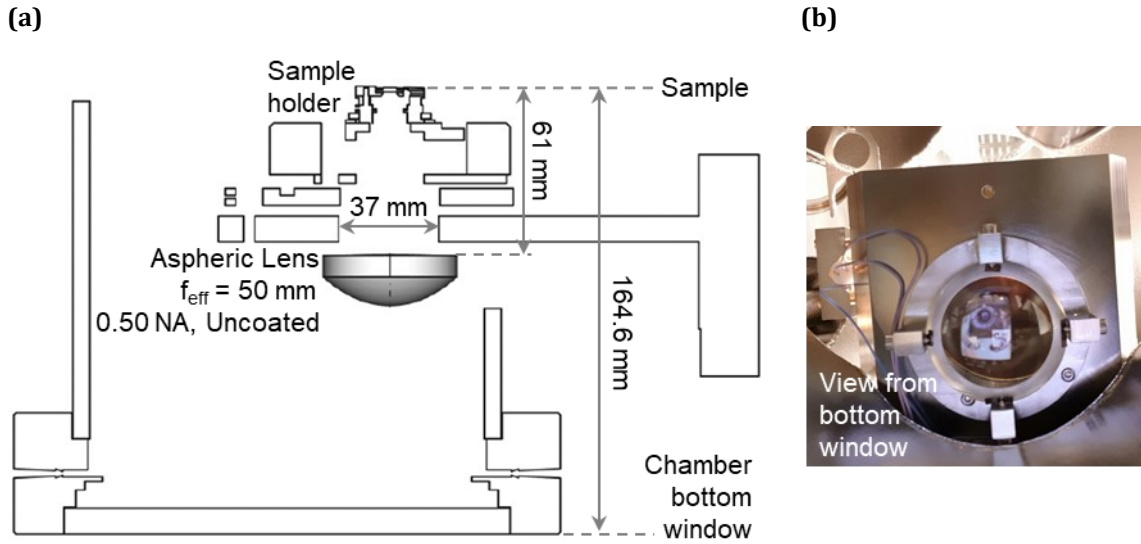 (a)
(b)
Sample
holder
Sample
61 mm
37 mm
Aspheric Lens
f_eff = 50 mm
0.50 NA, Uncoated
164.6 mm
Chamber
bottom
window
View from
bottom
window